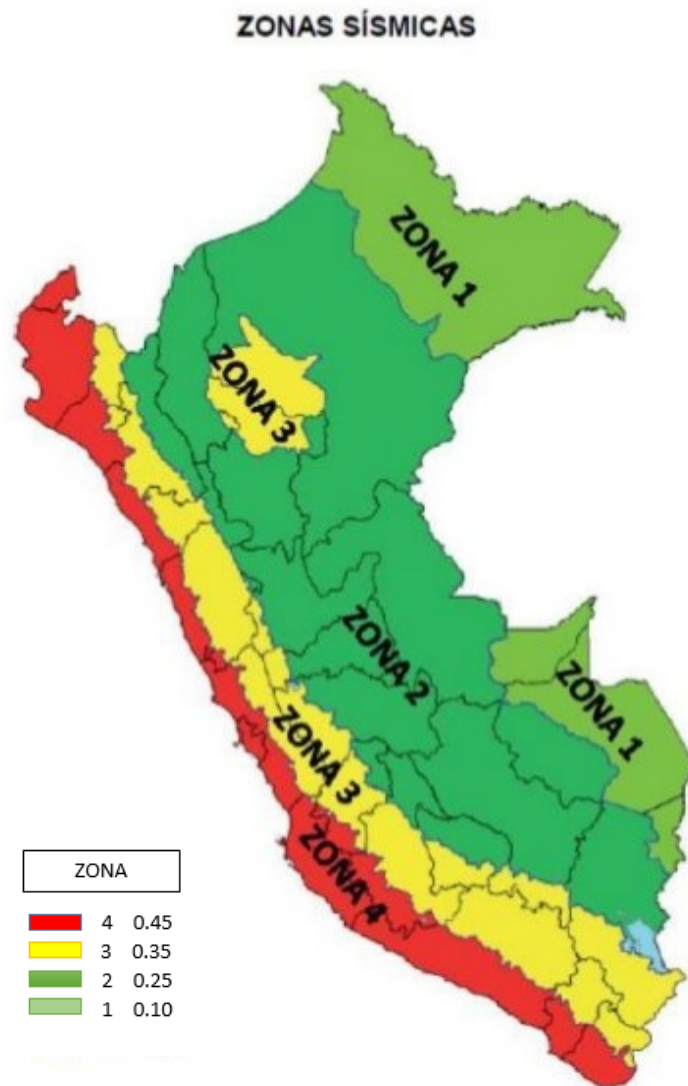 ZONAS SÍSMICAS
ZONA 1
ZONA 3
ZONA 2
ZONA 1
ZONA 3
ZONA 4
ZONA
4 0.45
3 0.35
2 0.25
1 0.10